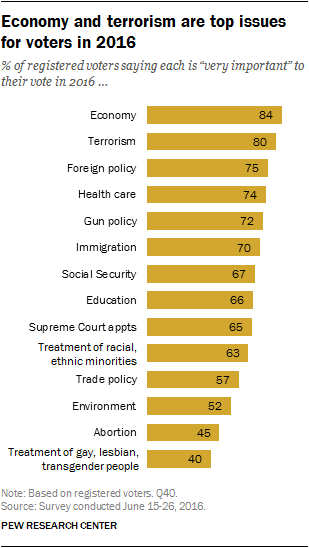 Economy and terrorism are top issues
for voters in 2016
% of registered voters saying each is “very important” to
their vote in 2016 ...
Economy 84
Terrorism 80
Foreign policy 75
Health care 74
Gun policy 72
Immigration 70
Social Security 67
Education 66
Supreme Court appts 65
Treatment of racial,
ethnic minorities 63
Trade policy 57
Environment 52
Abortion 45
Treatment of gay, lesbian,
transgender people 40
Note: Based on registered voters. Q40.
Source: Survey conducted June 15-26, 2016.
PEW RESEARCH CENTER